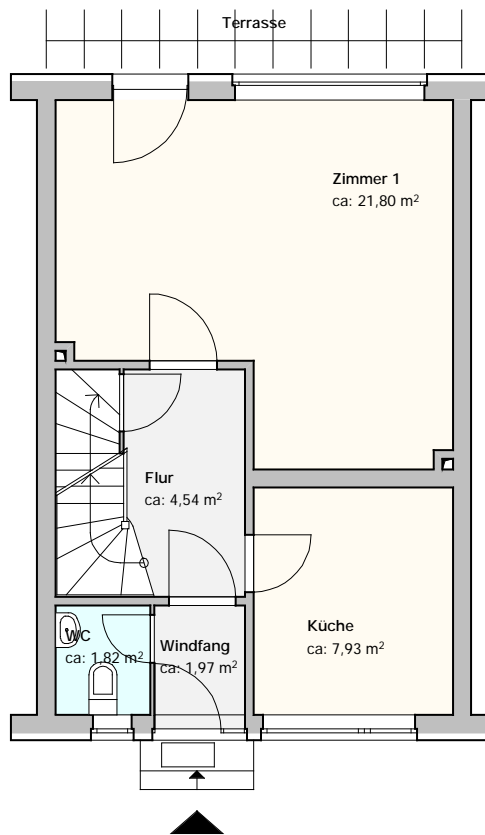 Terrasse
Zimmer 1
ca: 21,80 m²
Flur
ca: 4,54 m²
WC
ca: 1,82 m²
Windfang
ca: 1,97 m²
Küche
ca: 7,93 m²